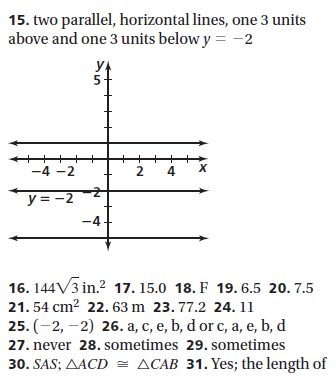 15. two parallel, horizontal lines, one 3 units
above and one 3 units below y = −2
y
5
−4 −2 2 4 x
y = −2 −2
−4
16. 144√3 in.² 17. 15.0 18. F 19. 6.5 20. 7.5
21. 54 cm² 22. 63 m 23. 77.2 24. 11
25. (−2, −2) 26. a, c, e, b, d or c, a, e, b, d
27. never 28. sometimes 29. sometimes
30. SAS; △ACD ≅ △CAB 31. Yes; the length of